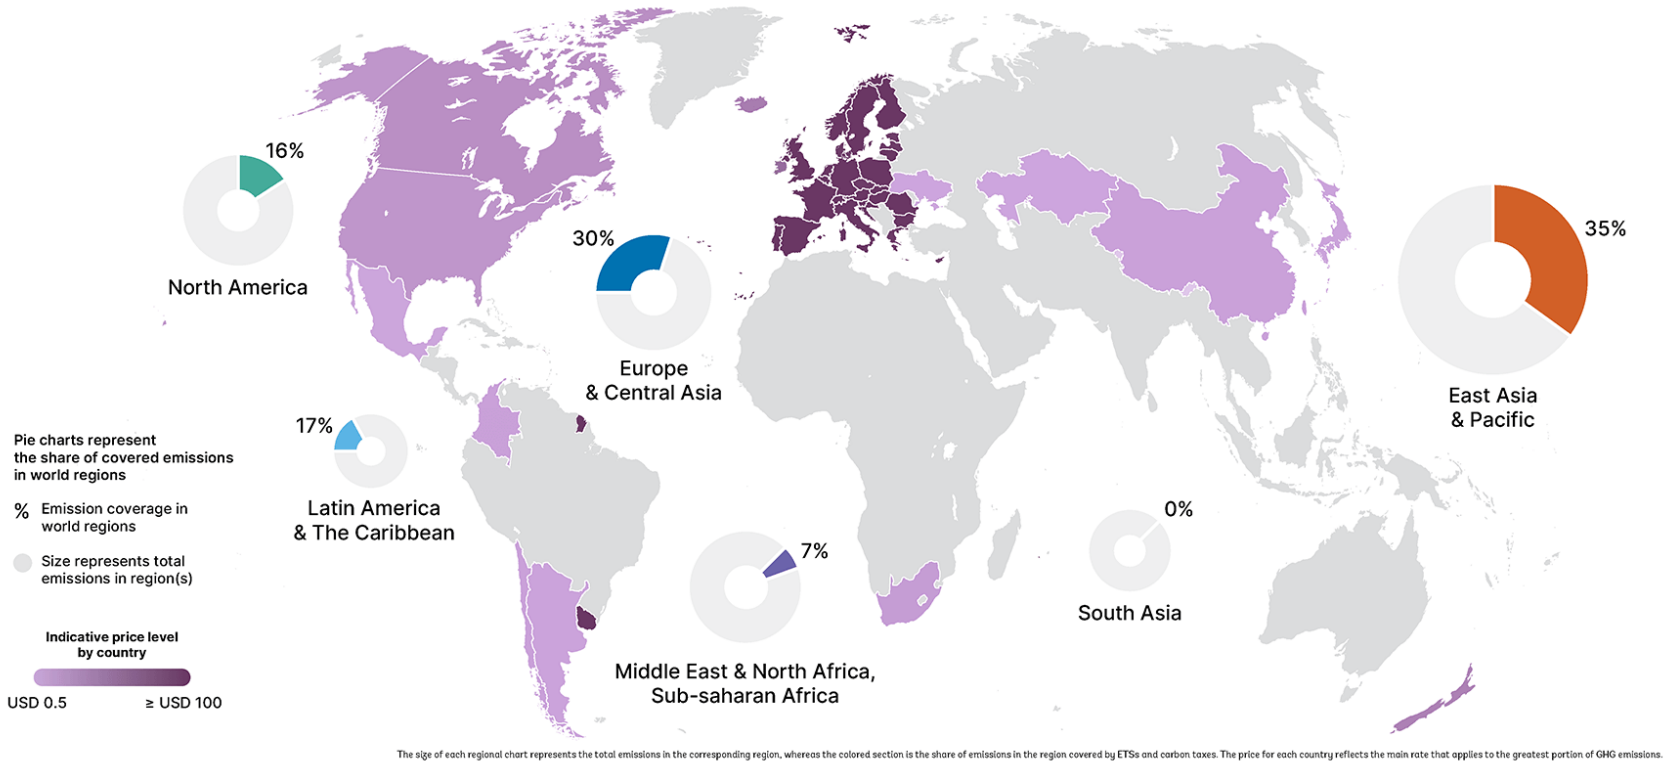 16%
North America
30%
Europe
& Central Asia
35%
East Asia
& Pacific
17%
Latin America
& The Caribbean
7%
Middle East & North Africa,
Sub-saharan Africa
0%
South Asia
Pie charts represent
the share of covered emissions
in world regions
% Emission coverage in
world regions
Size represents total
emissions in region(s)
Indicative price level
by country
USD 0.5 ≥ USD 100
The size of each regional chart represents the total emissions in the corresponding region, whereas the colored section is the share of emissions in the region covered by ETSs and carbon taxes. The price for each country reflects the main rate that applies to the greatest portion of GHG emissions.